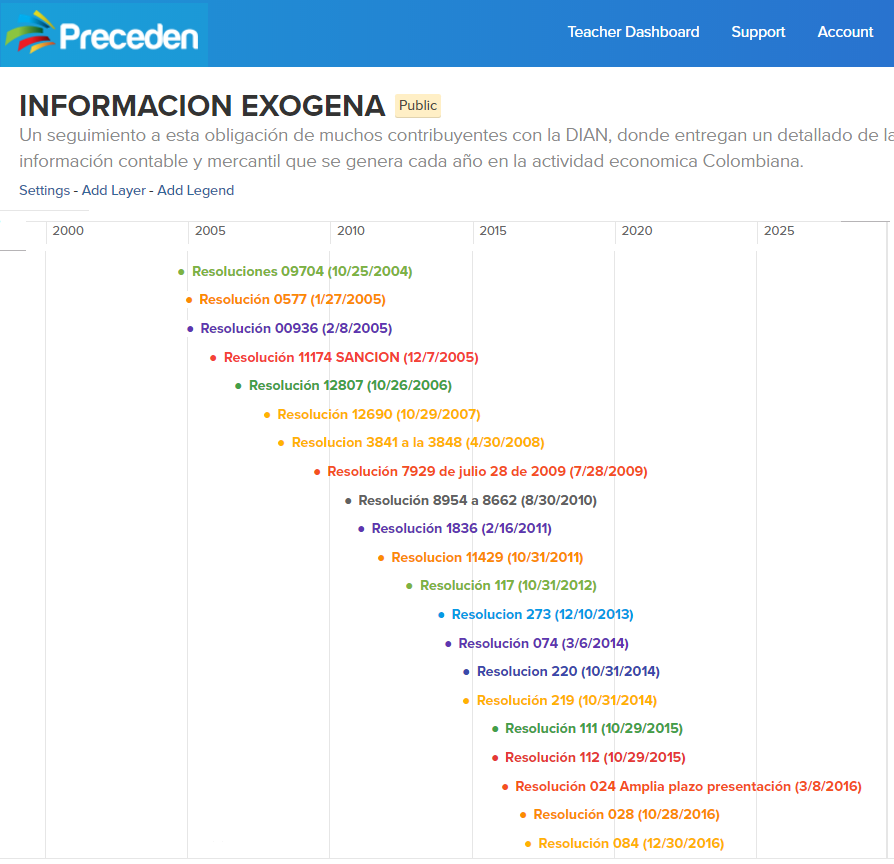 Preceden
Teacher Dashboard Support Account
INFORMACION EXOGENA Public
Un seguimiento a esta obligación de muchos contribuyentes con la DIAN, donde entregan un detallado de la
información contable y mercantil que se genera cada año en la actividad economica Colombiana.
Settings - Add Layer - Add Legend
2000 2005 2010 2015 2020 2025
Resoluciones 09704 (10/25/2004)
Resolución 0577 (1/27/2005)
Resolución 00936 (2/8/2005)
Resolución 11174 SANCION (12/7/2005)
Resolución 12807 (10/26/2006)
Resolución 12690 (10/29/2007)
Resolucion 3841 a la 3848 (4/30/2008)
Resolución 7929 de julio 28 de 2009 (7/28/2009)
Resolución 8954 a 8662 (8/30/2010)
Resolución 1836 (2/16/2011)
Resolucion 11429 (10/31/2011)
Resolución 117 (10/31/2012)
Resolucion 273 (12/10/2013)
Resolución 074 (3/6/2014)
Resolucion 220 (10/31/2014)
Resolución 219 (10/31/2014)
Resolución 111 (10/29/2015)
Resolución 112 (10/29/2015)
Resolución 024 Amplia plazo presentación (3/8/2016)
Resolución 028 (10/28/2016)
Resolución 084 (12/30/2016)